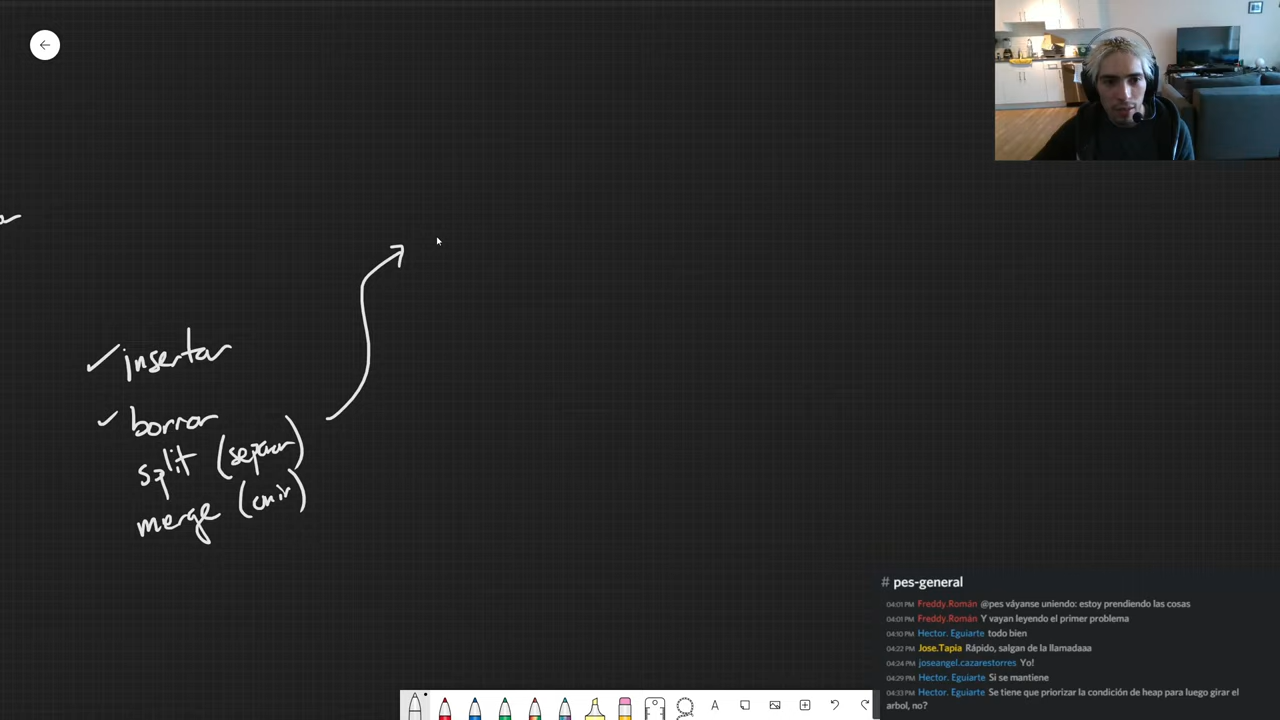 insertar
borrar
split (separar)
merge (unir)
# pes-general
04:01 PM Freddy.Román @pes váyanse uniendo: estoy prendiendo las cosas
04:01 PM Freddy.Román Y vayan leyendo el primer problema
04:10 PM Hector. Eguiarte todo bien
04:22 PM Jose.Tapia Rápido, salgan de la llamadaaa
04:24 PM joseangel.cazarestorres Yo!
04:29 PM Hector. Eguiarte Si se mantiene
04:33 PM Hector. Eguiarte Se tiene que priorizar la condición de heap para luego girar el
arbol, no?
A